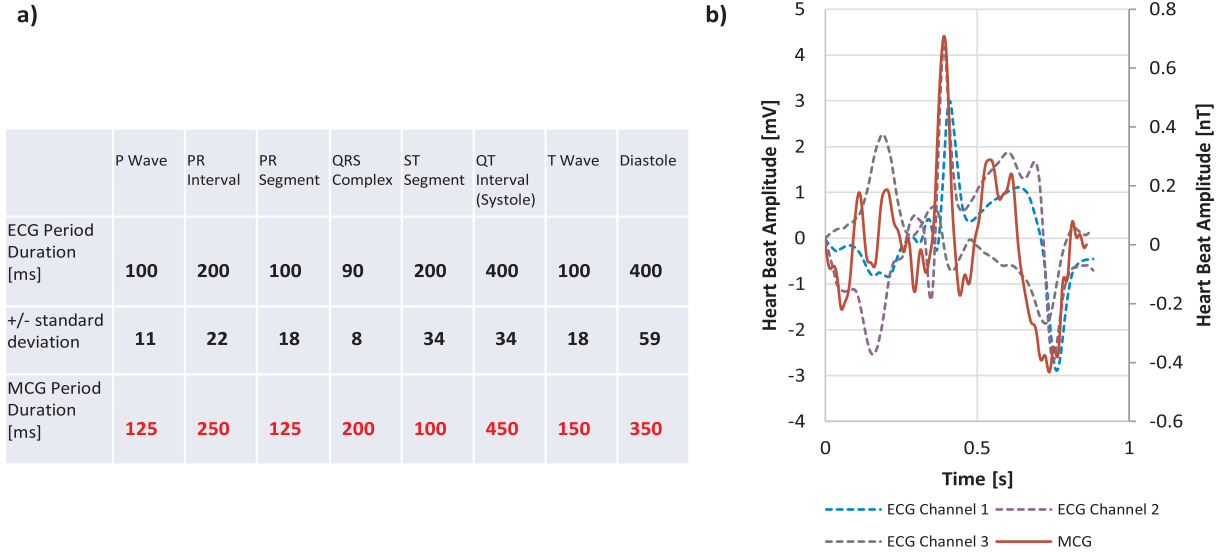 a)
P Wave PR Interval PR Segment QRS Complex ST Segment QT Interval (Systole) T Wave Diastole
ECG Period Duration [ms] 100 200 100 90 200 400 100 400
+/- standard deviation 11 22 18 8 34 34 18 59
MCG Period Duration [ms] 125 250 125 200 100 450 150 350
b)
Heart Beat Amplitude [mV]
5
4
3
2
1
0
-1
-2
-3
-4
0.8
0.6
0.4
0.2
0
-0.2
-0.4
-0.6
Heart Beat Amplitude [nT]
0 0.5 1
Time [s]
ECG Channel 1 ECG Channel 2
ECG Channel 3 MCG